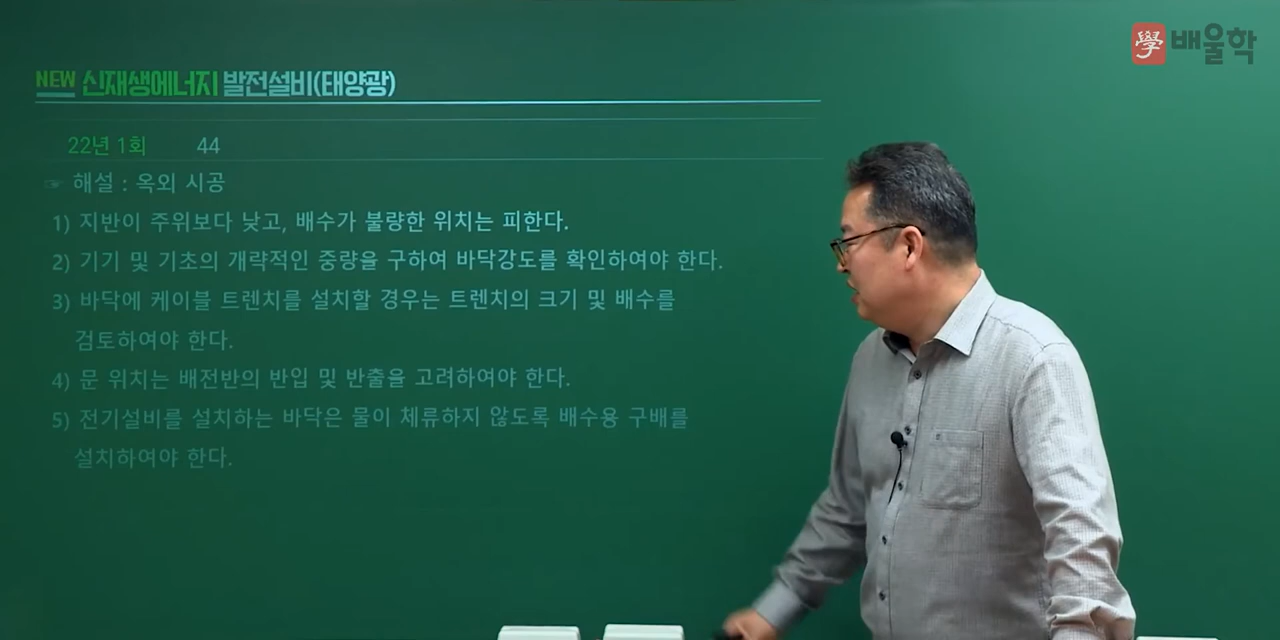 學 배울학
NEW 신재생에너지 발전설비(태양광)
22년 1회 44
☞ 해설 : 옥외 시공
1) 지반이 주위보다 낮고, 배수가 불량한 위치는 피한다.
2) 기기 및 기초의 개략적인 중량을 구하여 바닥강도를 확인하여야 한다.
3) 바닥에 케이블 트렌치를 설치할 경우는 트렌치의 크기 및 배수를
검토하여야 한다.
4) 문 위치는 배전반의 반입 및 반출을 고려하여야 한다.
5) 전기설비를 설치하는 바닥은 물이 체류하지 않도록 배수용 구배를
설치하여야 한다.